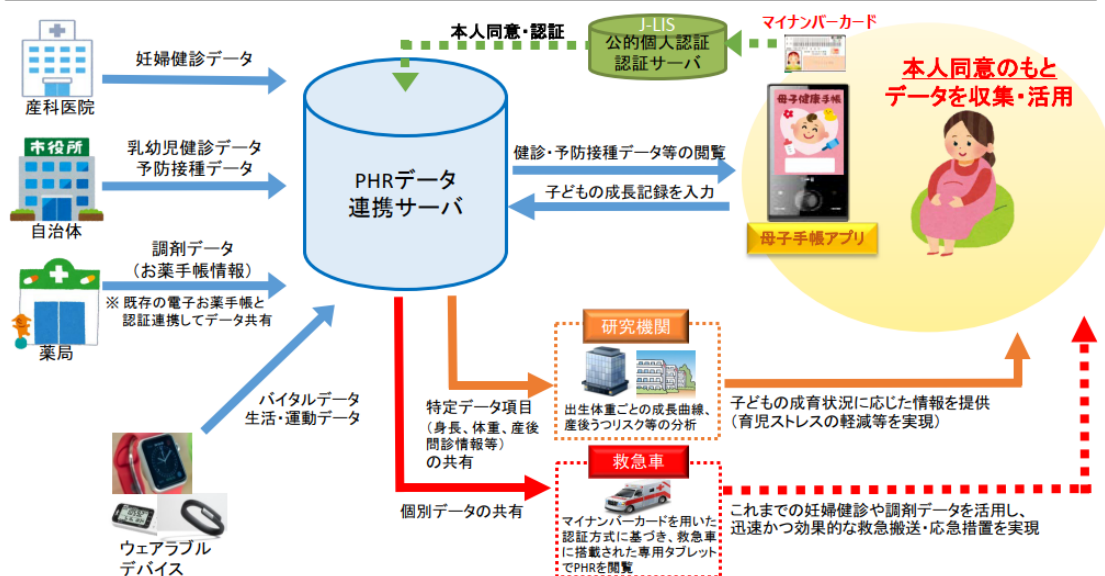 本人同意・認証
J-LIS
公的個人認証
認証サーバ
マイナンバーカード
本人同意のもと
データを収集・活用
産科医院
妊婦健診データ
市役所
自治体
乳幼児健診データ
予防接種データ
PHRデータ
連携サーバ
健診・予防接種データ等の閲覧
子どもの成長記録を入力
母子健康手帳
母子手帳アプリ
調剤データ
（お薬手帳情報）
※ 既存の電子お薬手帳と
認証連携してデータ共有
薬局
バイタルデータ
生活・運動データ
ウェアラブル
デバイス
特定データ項目
（身長、体重、産後
問診情報等）
の共有
研究機関
出生体重ごとの成長曲線、
産後うつリスク等の分析
子どもの成育状況に応じた情報を提供
（育児ストレスの軽減等を実現）
個別データの共有
救急車
マイナンバーカードを用いた
認証方式に基づき、救急車
に搭載された専用タブレット
でPHRを閲覧
これまでの妊婦健診や調剤データを活用し、
迅速かつ効果的な救急搬送・応急措置を実現